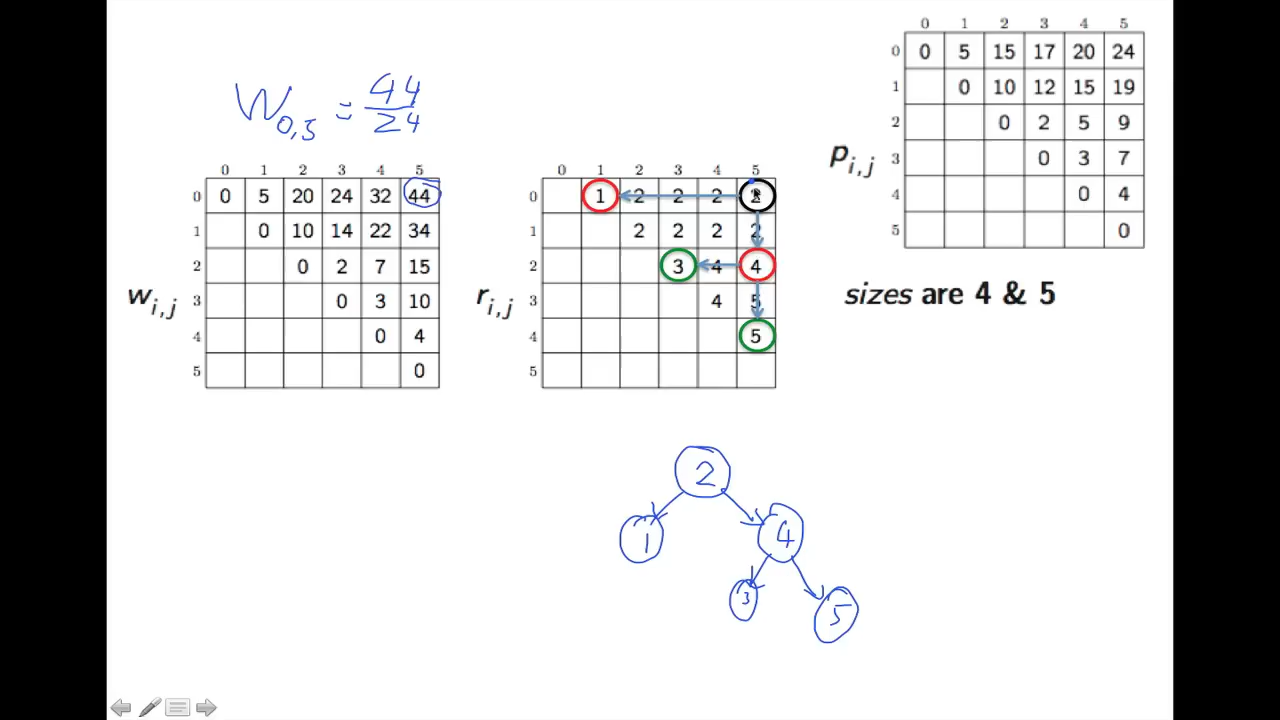 W0,5 = 44/24
0 1 2 3 4 5
0 0 5 20 24 32 44
1 0 10 14 22 34
2 0 2 7 15
3 0 3 10
4 0 4
5 0
wi,j
0 1 2 3 4 5
0 1 2 2 2 2
1 2 2 2 2
2 3 4 4
3 4 5
4 5
5
ri,j
0 1 2 3 4 5
0 0 5 15 17 20 24
1 0 10 12 15 19
2 0 2 5 9
3 0 3 7
4 0 4
5 0
pi,j
sizes are 4 & 5
2
1 4
3 5